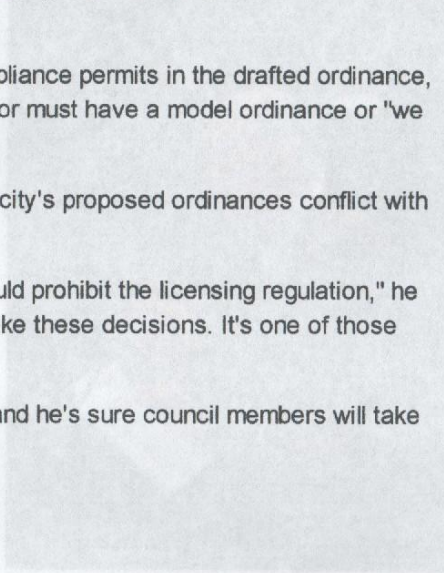 pliance permits in the drafted ordinance,
or must have a model ordinance or "we
city's proposed ordinances conflict with
uld prohibit the licensing regulation," he
ke these decisions. It's one of those
and he's sure council members will take